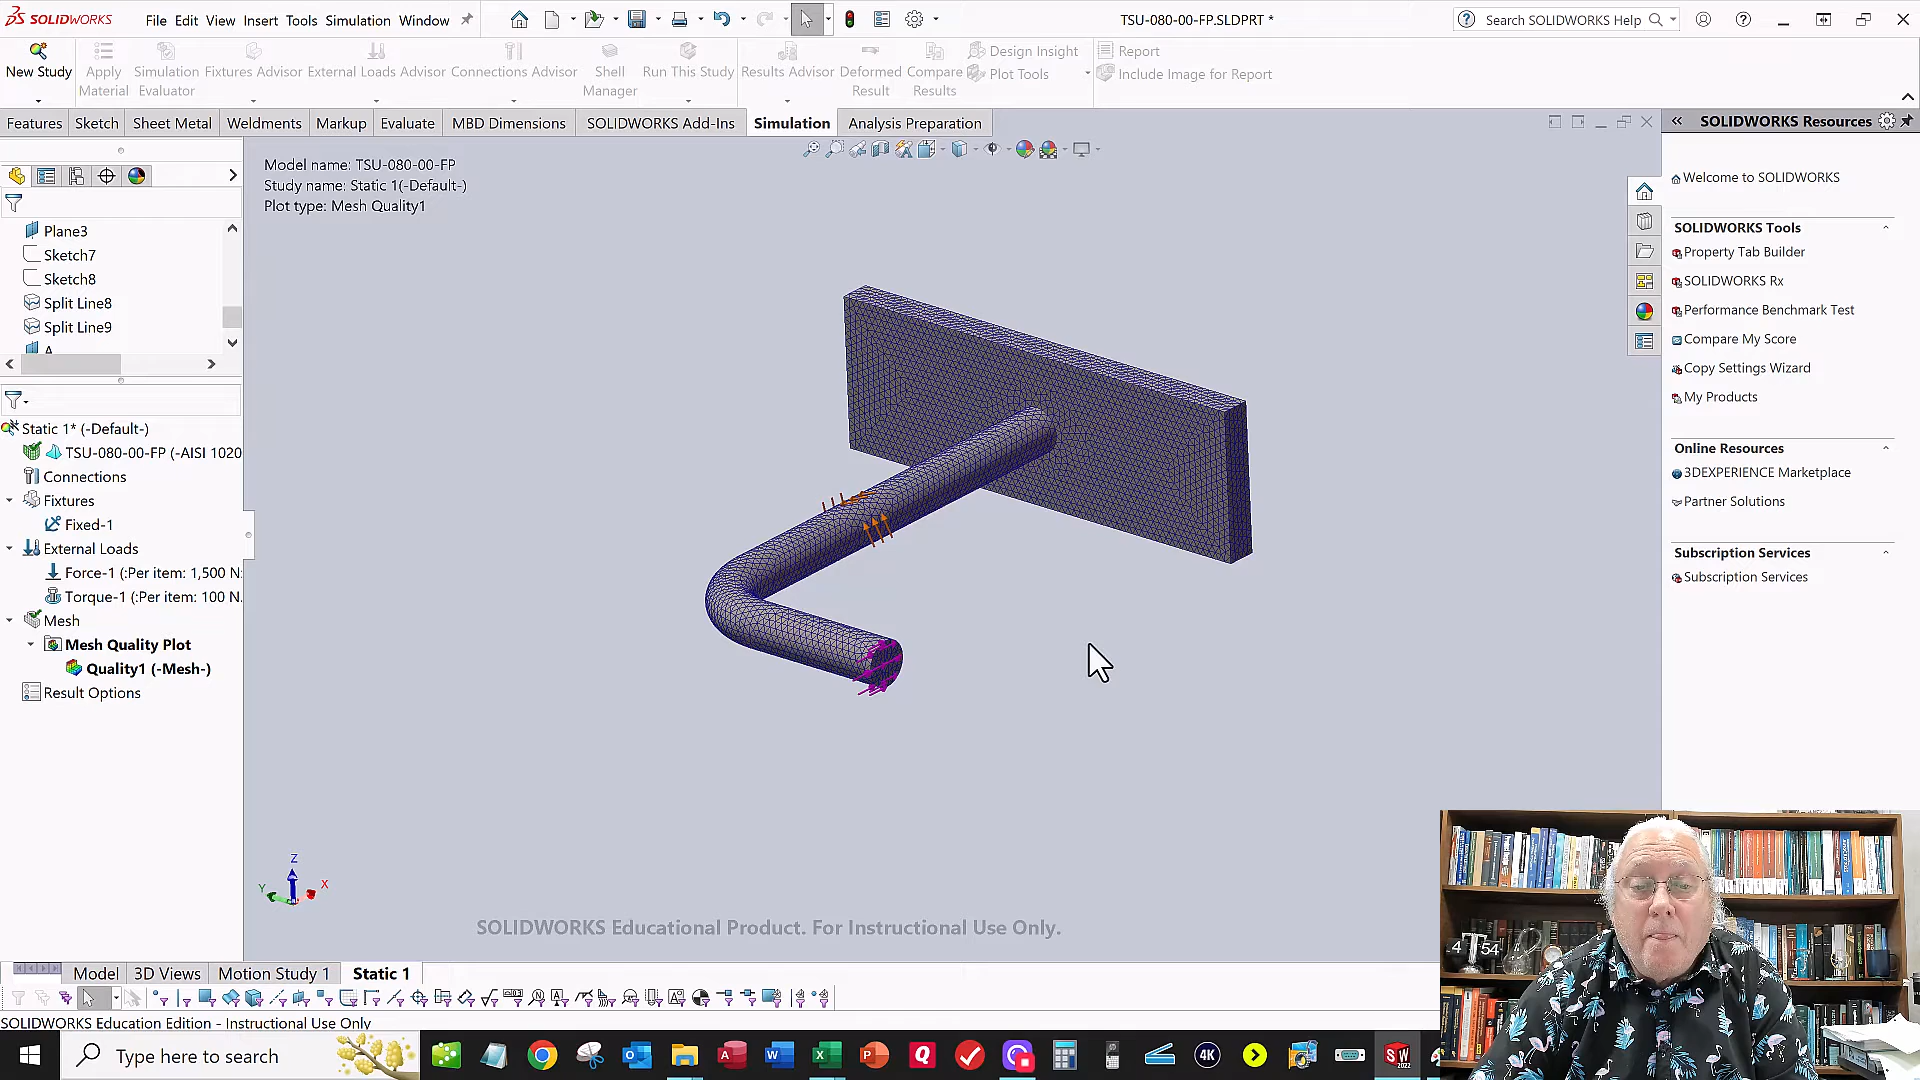 SOLIDWORKS
File Edit View Insert Tools Simulation Window
TSU-080-00-FP.SLDPRT *
Search SOLIDWORKS Help
New Study
Apply Material
Simulation Evaluator
Fixtures Advisor
External Loads Advisor
Connections Advisor
Shell Manager
Run This Study
Results Advisor
Deformed Result
Compare Results
Design Insight
Plot Tools
Report
Include Image for Report
Features Sketch Sheet Metal Weldments Markup Evaluate MBD Dimensions SOLIDWORKS Add-Ins Simulation Analysis Preparation
SOLIDWORKS Resources
Model name: TSU-080-00-FP
Study name: Static 1(-Default-)
Plot type: Mesh Quality1
Plane3
Sketch7
Sketch8
Split Line8
Split Line9
A
Static 1* (-Default-)
TSU-080-00-FP (-AISI 1020
Connections
Fixtures
Fixed-1
External Loads
Force-1 (:Per item: 1,500 N:
Torque-1 (:Per item: 100 N.
Mesh
Mesh Quality Plot
Quality1 (-Mesh-)
Result Options
Welcome to SOLIDWORKS
SOLIDWORKS Tools
Property Tab Builder
SOLIDWORKS Rx
Performance Benchmark Test
Compare My Score
Copy Settings Wizard
My Products
Online Resources
3DEXPERIENCE Marketplace
Partner Solutions
Subscription Services
Subscription Services
Z
Y
X
SOLIDWORKS Educational Product. For Instructional Use Only.
4 54
Model 3D Views Motion Study 1 Static 1
SOLIDWORKS Education Edition - Instructional Use Only
Type here to search
4K
SW
2022